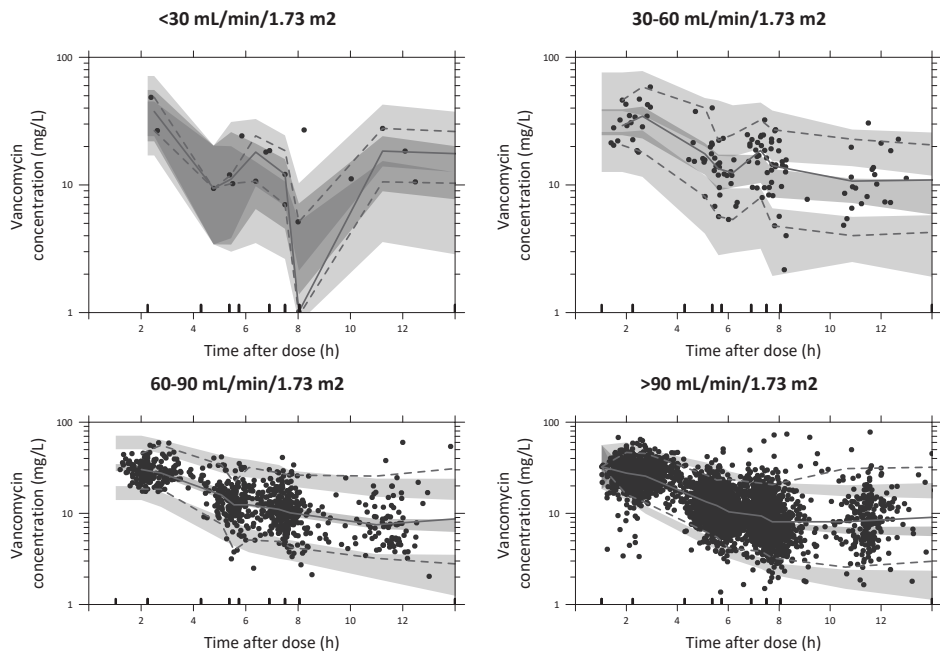 <30 mL/min/1.73 m2
30-60 mL/min/1.73 m2
100
10
1
2
4
6
8
10
12
Vancomycin
concentration (mg/L)
Time after dose (h)
100
10
1
2
4
6
8
10
12
Vancomycin
concentration (mg/L)
Time after dose (h)
60-90 mL/min/1.73 m2
>90 mL/min/1.73 m2
100
10
1
2
4
6
8
10
12
Vancomycin
concentration (mg/L)
Time after dose (h)
100
10
1
2
4
6
8
10
12
Vancomycin
concentration (mg/L)
Time after dose (h)